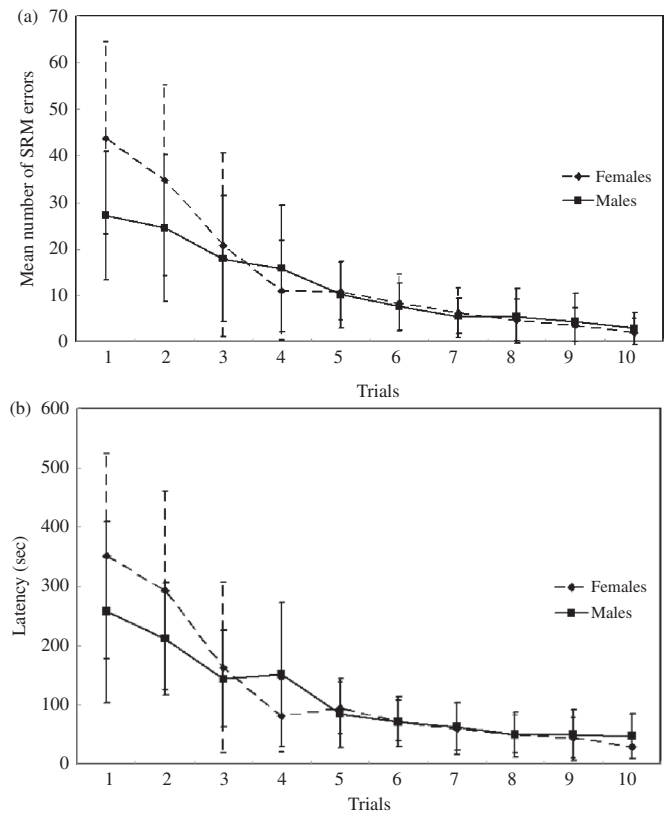 (a)
70
60
50
40
30
20
10
0
Mean number of SRM errors
Females
Males
1 2 3 4 5 6 7 8 9 10
Trials
(b)
600
500
400
300
200
100
0
Latency (sec)
Females
Males
1 2 3 4 5 6 7 8 9 10
Trials